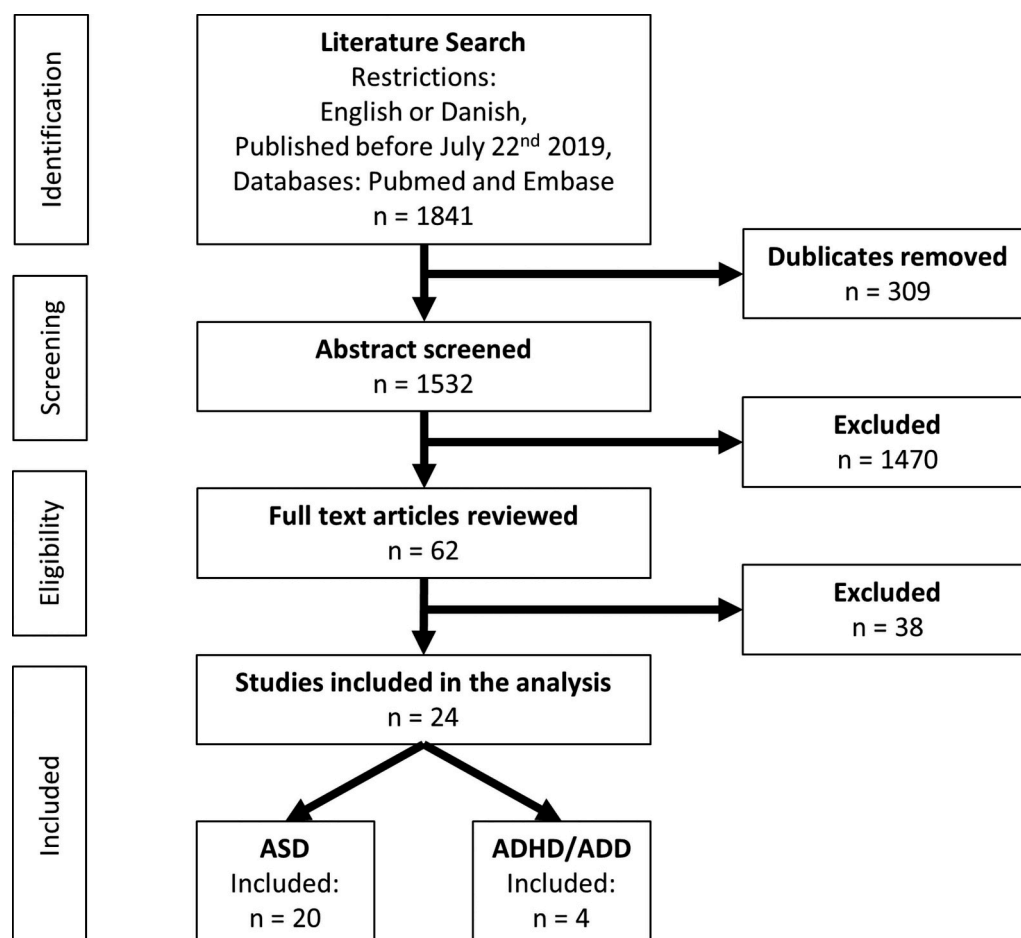 Identification
Literature Search
Restrictions:
English or Danish,
Published before July 22nd 2019,
Databases: Pubmed and Embase
n = 1841
Dublicates removed
n = 309
Screening
Abstract screened
n = 1532
Excluded
n = 1470
Eligibility
Full text articles reviewed
n = 62
Excluded
n = 38
Included
Studies included in the analysis
n = 24
ASD
Included:
n = 20
ADHD/ADD
Included:
n = 4